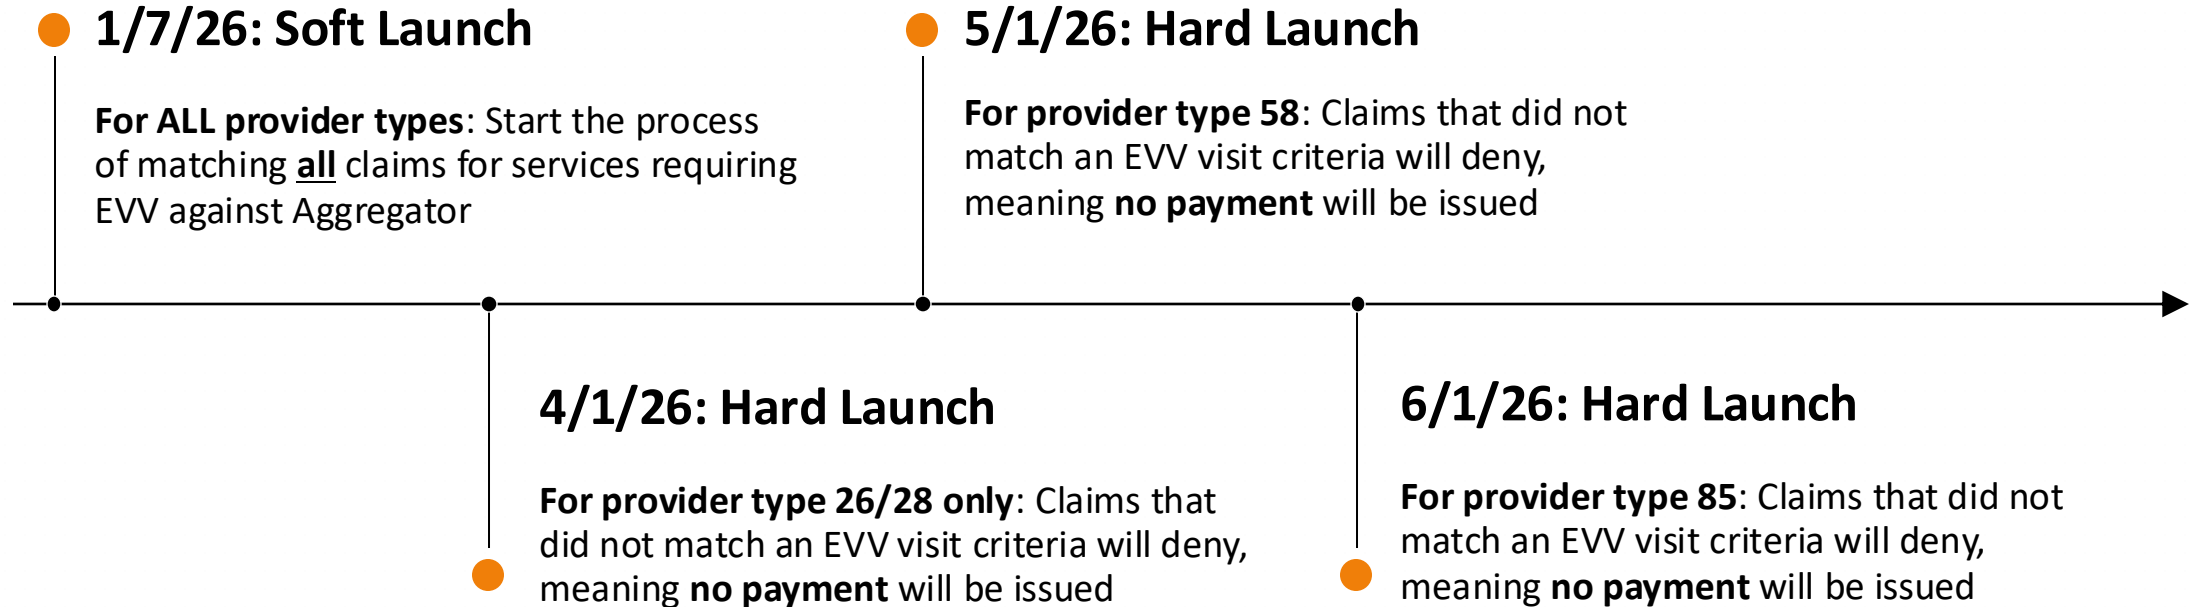 1/7/26: Soft Launch
For ALL provider types: Start the process
of matching all claims for services requiring
EVV against Aggregator
4/1/26: Hard Launch
For provider type 26/28 only: Claims that
did not match an EVV visit criteria will deny,
meaning no payment will be issued
5/1/26: Hard Launch
For provider type 58: Claims that did not
match an EVV visit criteria will deny,
meaning no payment will be issued
6/1/26: Hard Launch
For provider type 85: Claims that did not
match an EVV visit criteria will deny,
meaning no payment will be issued